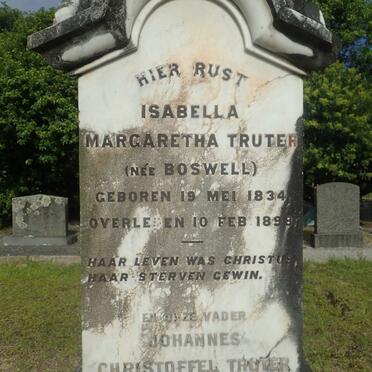 HIER RUST
ISABELLA
MARGARETHA TRUTER
(NÉE BOSWELL)
GEBOREN 19 MEI 1834
OVERLEDEN 10 FEB
HAAR LEVEN WAS CHRISTUS,
HAAR STERVEN GEWIN.
EN ONZE VADER
JOHANNES
CHRISTOFFEL TRUTER